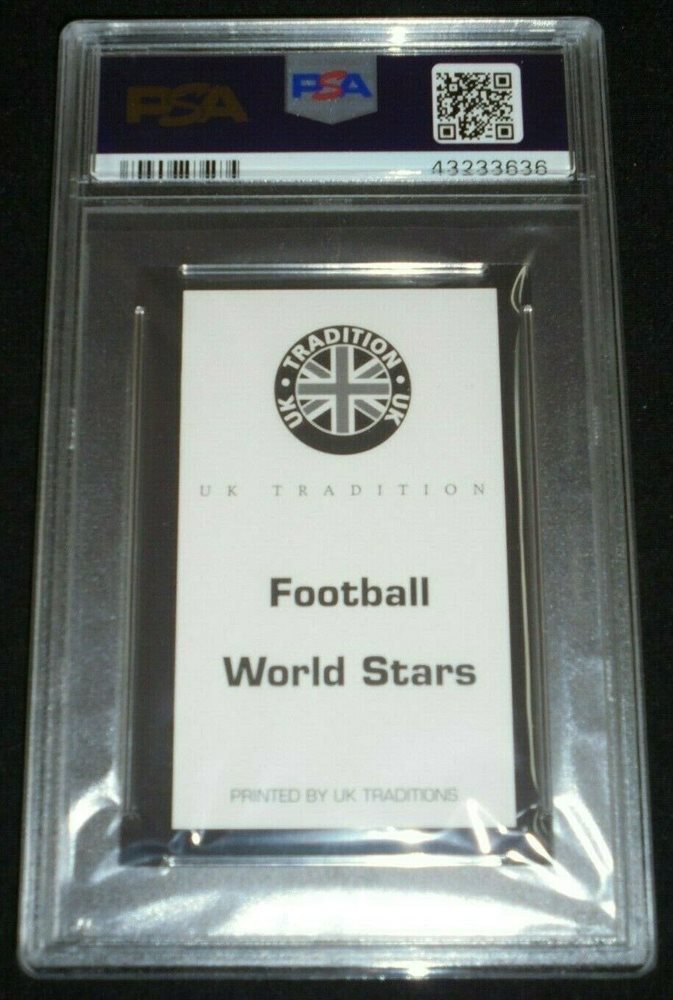 PSA
PSA
43233636
UK • TRADITION • UK
UK TRADITION
Football
World Stars
PRINTED BY UK TRADITIONS